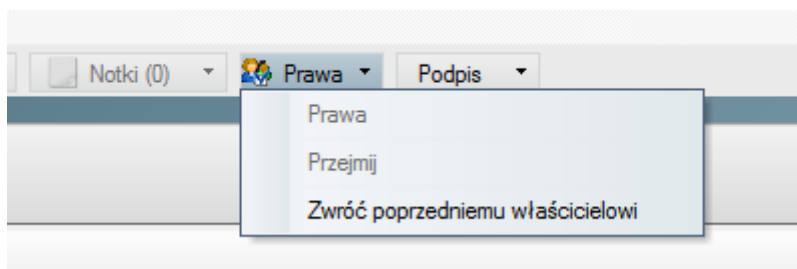 Notki (0) Prawa Podpis
Prawa
Przejmij
Zwróć poprzedniemu właścicielowi